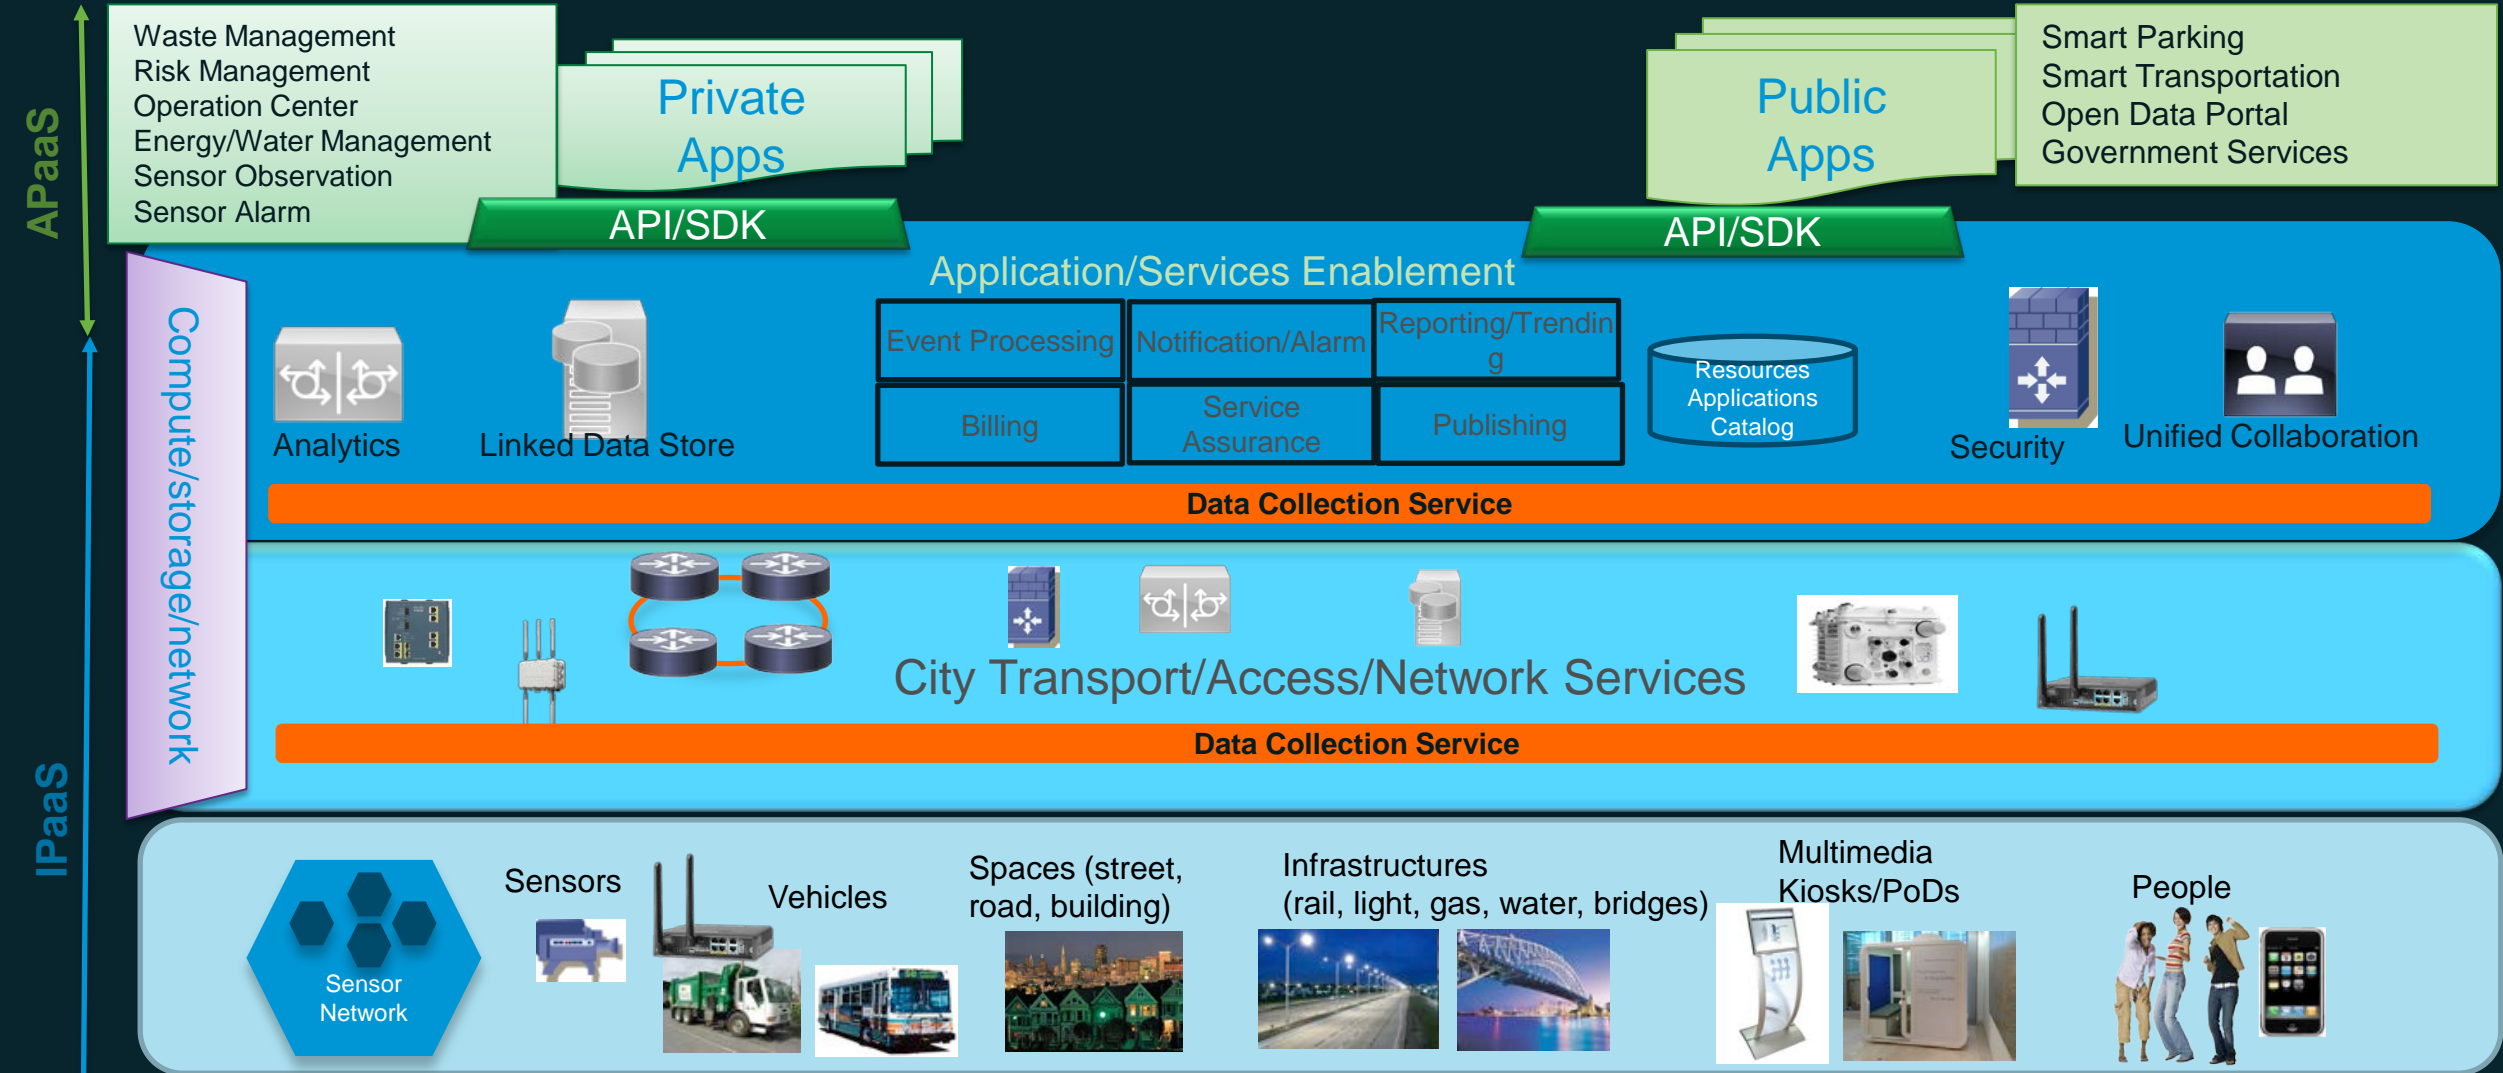 Waste Management
Risk Management
Operation Center
Energy/Water Management
Sensor Observation
Sensor Alarm
Private
Apps
Public
Apps
Smart Parking
Smart Transportation
Open Data Portal
Government Services
APaaS
API/SDK
API/SDK
Application/Services Enablement
Compute/storage/network
Analytics
Linked Data Store
Event Processing
Notification/Alarm
Reporting/Trendin
g
Billing
Service
Assurance
Publishing
Resources
Applications
Catalog
Security
Unified Collaboration
Data Collection Service
City Transport/Access/Network Services
Data Collection Service
IPaaS
Sensor
Network
Sensors
Vehicles
Spaces (street,
road, building)
Infrastructures
(rail, light, gas, water, bridges)
Multimedia
Kiosks/PoDs
People